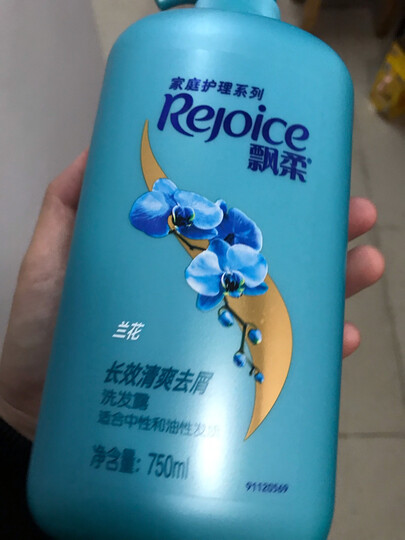 家庭护理系列
Rejoice
飘柔®
兰花
长效清爽去屑
洗发露
适合中性和油性发质
净含量: 750ml
91120569